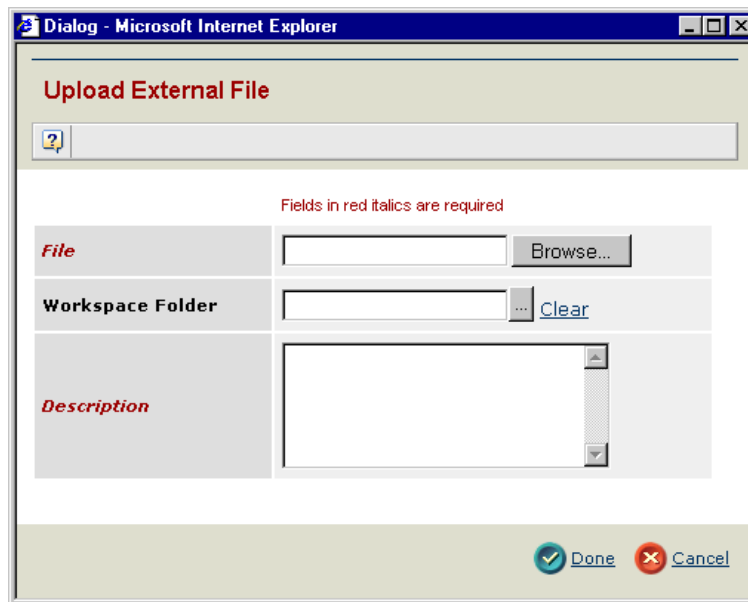 Dialog - Microsoft Internet Explorer
Upload External File
?
Fields in red italics are required
File
Browse...
Workspace Folder
...
Clear
Description
Done
Cancel